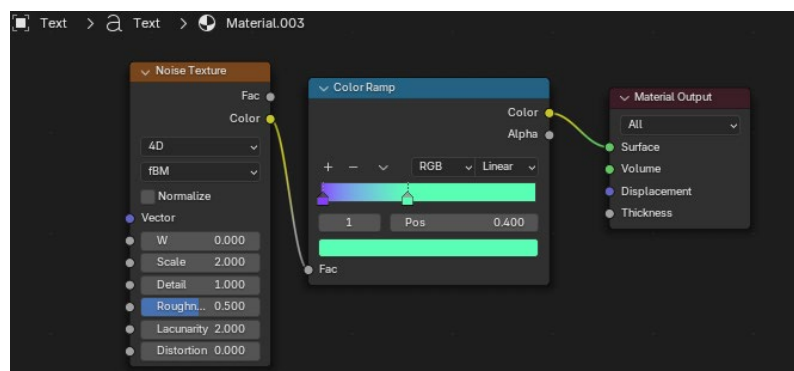 Text > Text > Material.003
Noise Texture
Fac
Color
4D
fBM
Normalize
Vector
W 0.000
Scale 2.000
Detail 1.000
Roughn... 0.500
Lacunarity 2.000
Distortion 0.000
Color Ramp
Color
Alpha
+ − RGB Linear
1 Pos 0.400
Fac
Material Output
All
Surface
Volume
Displacement
Thickness